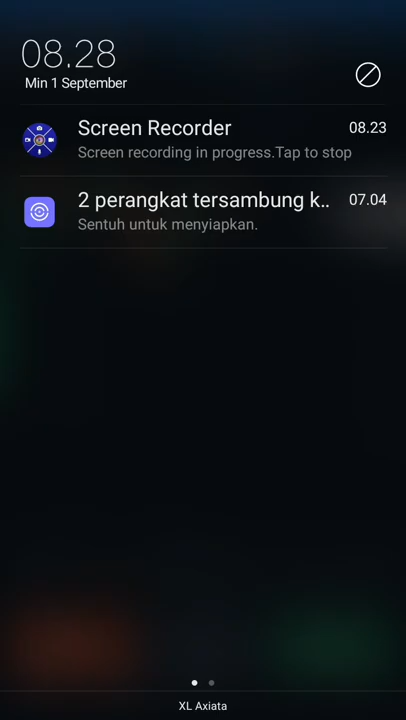 08.28
Min 1 September
Screen Recorder
08.23
Screen recording in progress.Tap to stop
2 perangkat tersambung k..
07.04
Sentuh untuk menyiapkan.
XL Axiata